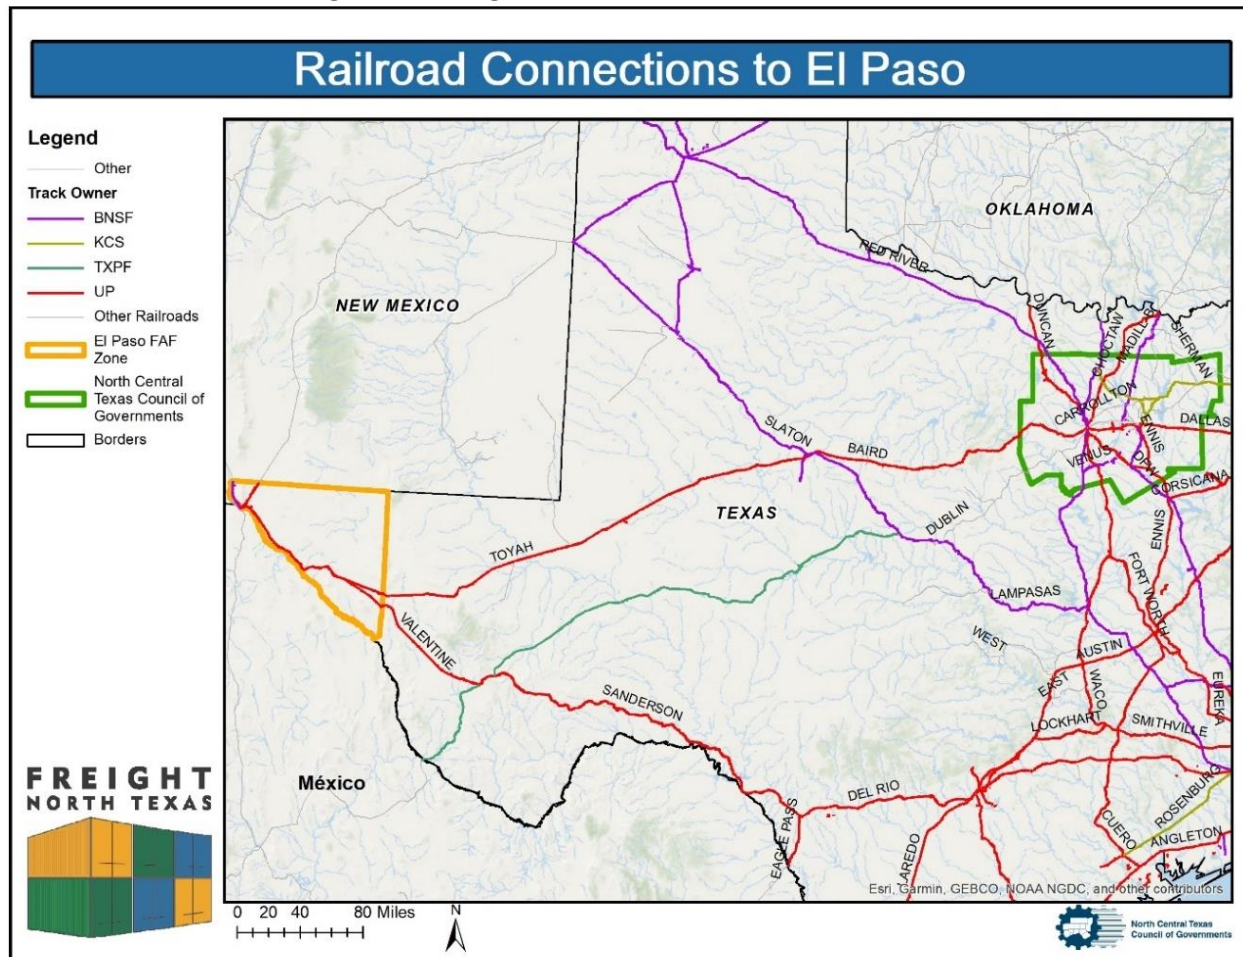 Railroad Connections to El Paso
Legend
Other
Track Owner
BNSF
KCS
TXPF
UP
Other Railroads
El Paso FAF
Zone
North Central
Texas Council of
Governments
Borders
OKLAHOMA
RED RIVER
NEW MEXICO
DUNCAN
CHOCTAW
MADILL-B
SHERMAN
CARROLLTON
DALLAS
ENNIS
SLATON
BAIRD
VENUS
DFW
CORSICANA
TEXAS
DUBLIN
TOYAH
ENNIS
FORT WORTH
LAMPASAS
VALENTINE
WEST
AUSTIN
EAST
WACO
EUREKA
SANDERSON
LOCKHART
SMITHVILLE
México
DEL RIO
EAGLE PASS
ROSENBURG
CUERO
ANGLETON
AREDO
Esri, Garmin, GEBCO, NOAA NGDC, and other contributors
FREIGHT
NORTH TEXAS
0 20 40 80 Miles
N
North Central Texas
Council of Governments